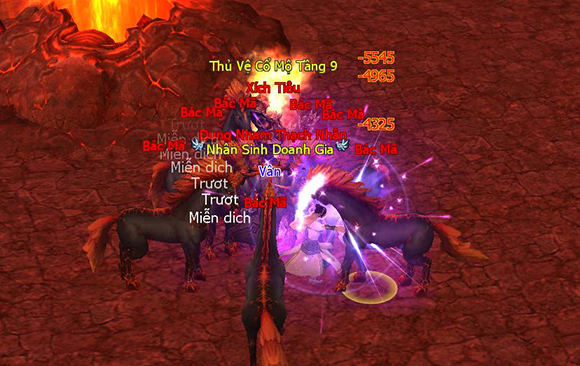 -5545
Thủ Vệ Cổ Mộ Tầng 9
-4965
Xích Tiêu
Bác Mã
Bác Mã
Bác Mã
Bác Mã
-4325
Dung Nham Thạch Nhân
Miễn dịch
Bác Mã
Nhân Sinh Doanh Gia
Bác Mã
Miễn dịch
Miễn dịch
Vân
Trượt
Trượt
Bác Mã
Miễn dịch